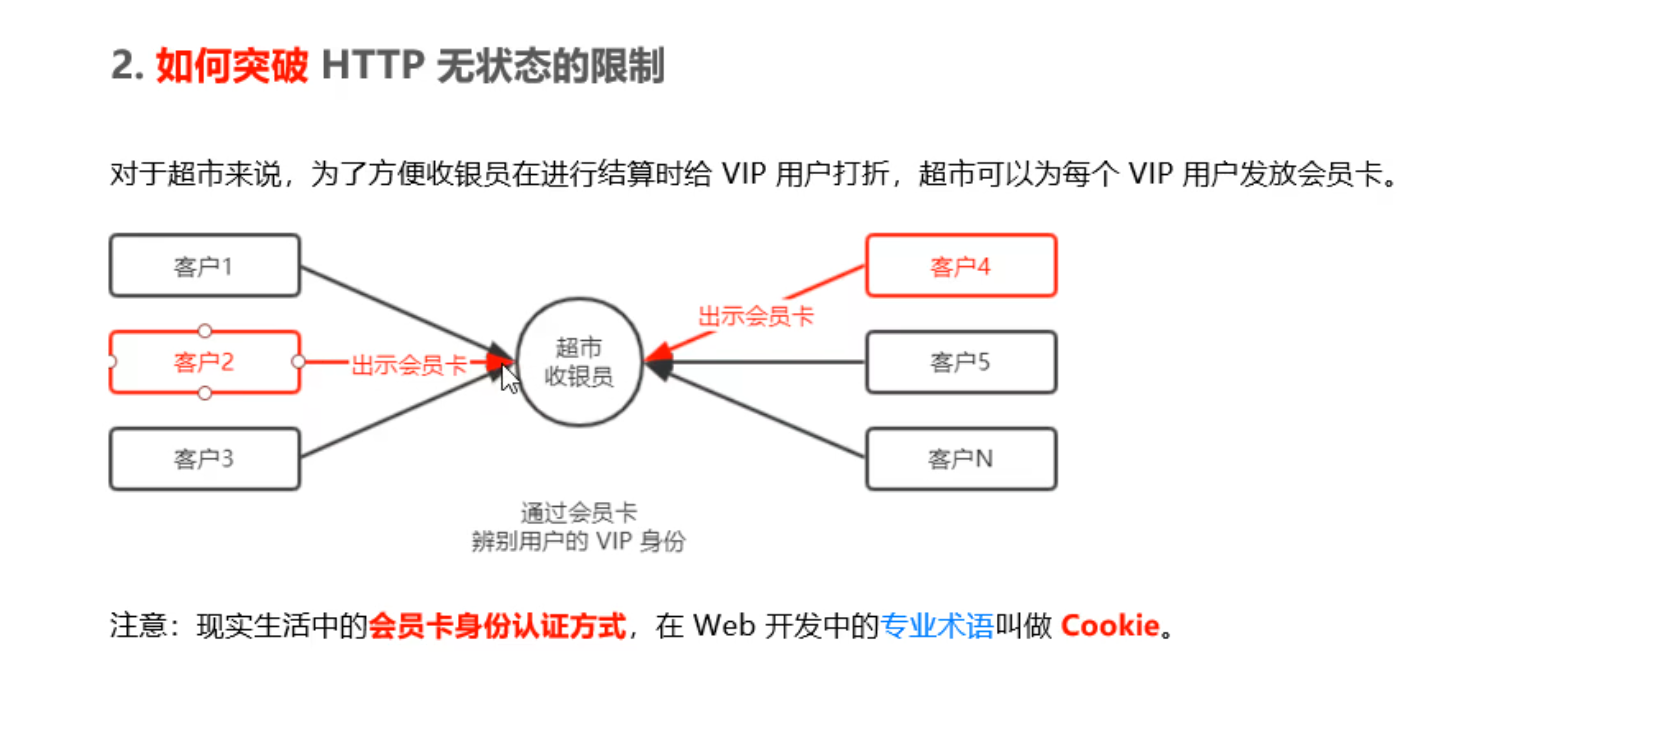 2. 如何突破 HTTP 无状态的限制
对于超市来说，为了方便收银员在进行结算时给 VIP 用户打折，超市可以为每个 VIP 用户发放会员卡。
客户1
客户2
客户3
出示会员卡
超市
收银员
出示会员卡
客户4
客户5
客户N
通过会员卡
辨别用户的 VIP 身份
注意：现实生活中的会员卡身份认证方式，在 Web 开发中的专业术语叫做 Cookie。